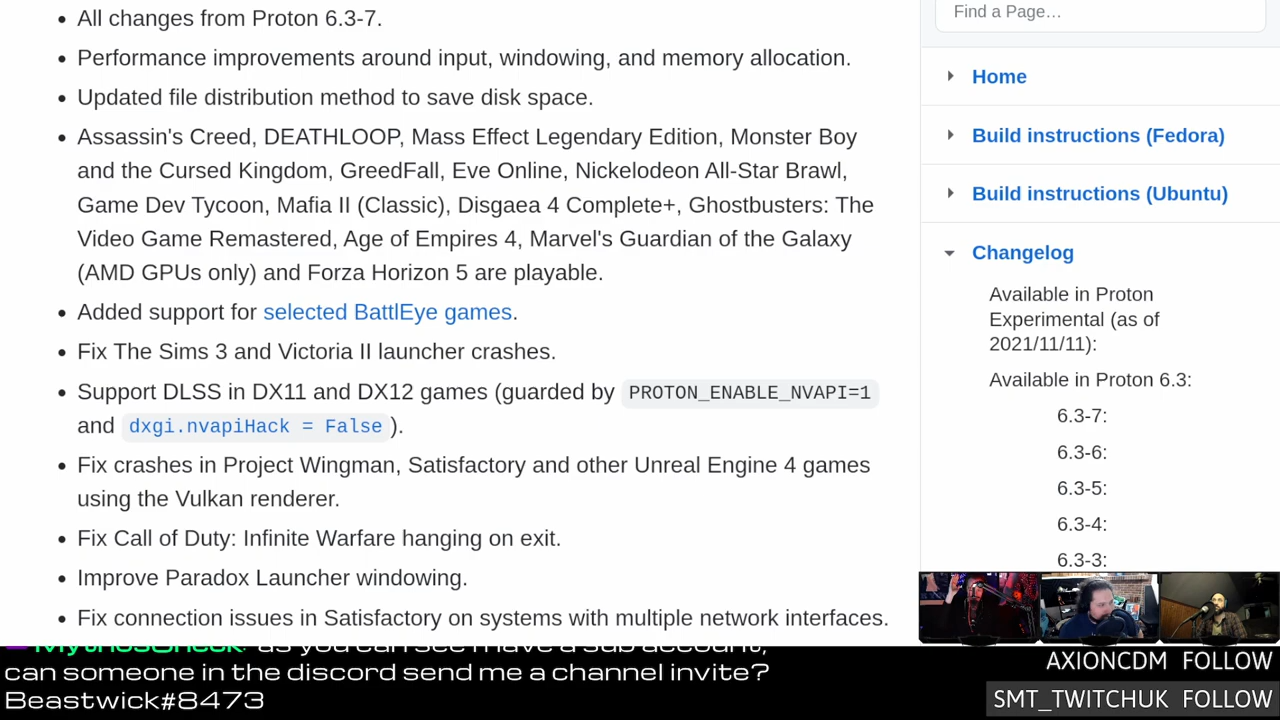 All changes from Proton 6.3-7.
Performance improvements around input, windowing, and memory allocation.
Updated file distribution method to save disk space.
Assassin's Creed, DEATHLOOP, Mass Effect Legendary Edition, Monster Boy
and the Cursed Kingdom, GreedFall, Eve Online, Nickelodeon All-Star Brawl,
Game Dev Tycoon, Mafia II (Classic), Disgaea 4 Complete+, Ghostbusters: The
Video Game Remastered, Age of Empires 4, Marvel's Guardian of the Galaxy
(AMD GPUs only) and Forza Horizon 5 are playable.
Added support for selected BattlEye games.
Fix The Sims 3 and Victoria II launcher crashes.
Support DLSS in DX11 and DX12 games (guarded by PROTON_ENABLE_NVAPI=1
and dxgi.nvapiHack = False ).
Fix crashes in Project Wingman, Satisfactory and other Unreal Engine 4 games
using the Vulkan renderer.
Fix Call of Duty: Infinite Warfare hanging on exit.
Improve Paradox Launcher windowing.
Fix connection issues in Satisfactory on systems with multiple network interfaces.
Find a Page…
Home
Build instructions (Fedora)
Build instructions (Ubuntu)
Changelog
Available in Proton
Experimental (as of
2021/11/11):
Available in Proton 6.3:
6.3-7:
6.3-6:
6.3-5:
6.3-4:
6.3-3:
as you can see I have a sub account,
can someone in the discord send me a channel invite?
Beastwick#8473
AXIONCDM FOLLOW
SMT_TWITCHUK FOLLOW